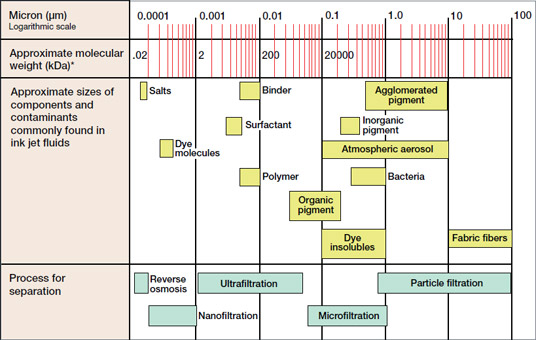 Micron (µm)
Logarithmic scale
0.0001 0.001 0.01 0.1 1.0 10 100
Approximate molecular
weight (kDa)*
.02 2 200 20000
Approximate sizes of
components and
contaminants
commonly found in
ink jet fluids
Salts
Binder
Agglomerated
pigment
Surfactant
Inorganic
pigment
Dye
molecules
Atmospheric aerosol
Polymer
Bacteria
Organic
pigment
Dye
insolubles
Fabric fibers
Process for
separation
Reverse
osmosis
Ultrafiltration
Particle filtration
Nanofiltration
Microfiltration